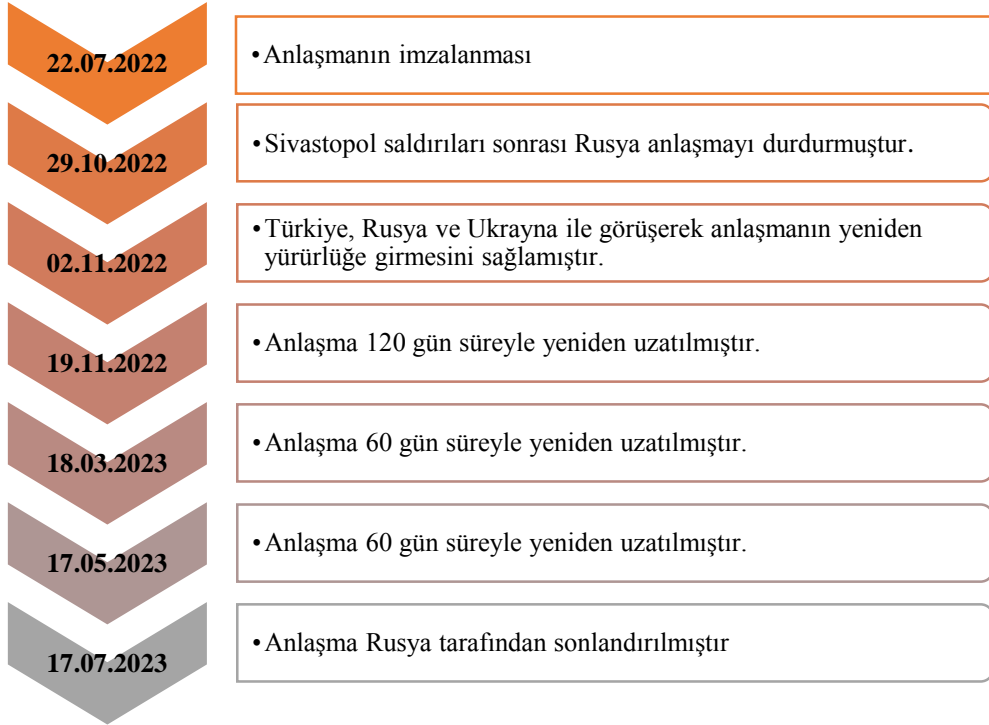 22.07.2022
•Anlaşmanın imzalanması
29.10.2022
•Sivastopol saldırıları sonrası Rusya anlaşmayı durdurmuştur.
02.11.2022
•Türkiye, Rusya ve Ukrayna ile görüşerek anlaşmanın yeniden
yürürlüğe girmesini sağlamıştır.
19.11.2022
•Anlaşma 120 gün süreyle yeniden uzatılmıştır.
18.03.2023
•Anlaşma 60 gün süreyle yeniden uzatılmıştır.
17.05.2023
•Anlaşma 60 gün süreyle yeniden uzatılmıştır.
17.07.2023
•Anlaşma Rusya tarafından sonlandırılmıştır